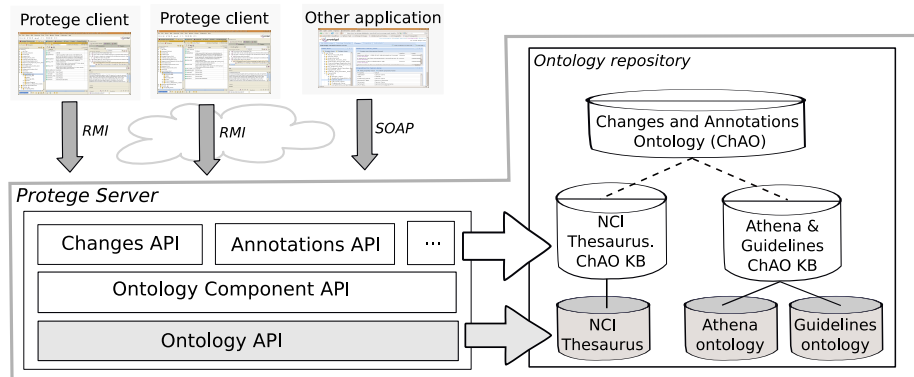 Protege client
Protege client
Other application
RMI
RMI
SOAP
Ontology repository
Changes and Annotations
Ontology (ChAO)
Protege Server
Changes API
Annotations API
...
Ontology Component API
Ontology API
NCI
Thesaurus.
ChAO KB
Athena &
Guidelines
ChAO KB
NCI
Thesaurus
Athena
ontology
Guidelines
ontology